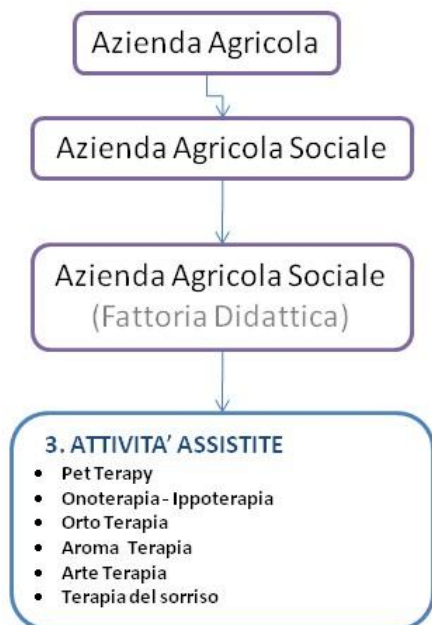 Azienda Agricola
Azienda Agricola Sociale
Azienda Agricola Sociale
(Fattoria Didattica)
3. ATTIVITA' ASSISTITE
• Pet Terapy
• Onoterapia - Ippoterapia
• Orto Terapia
• Aroma Terapia
• Arte Terapia
• Terapia del sorriso